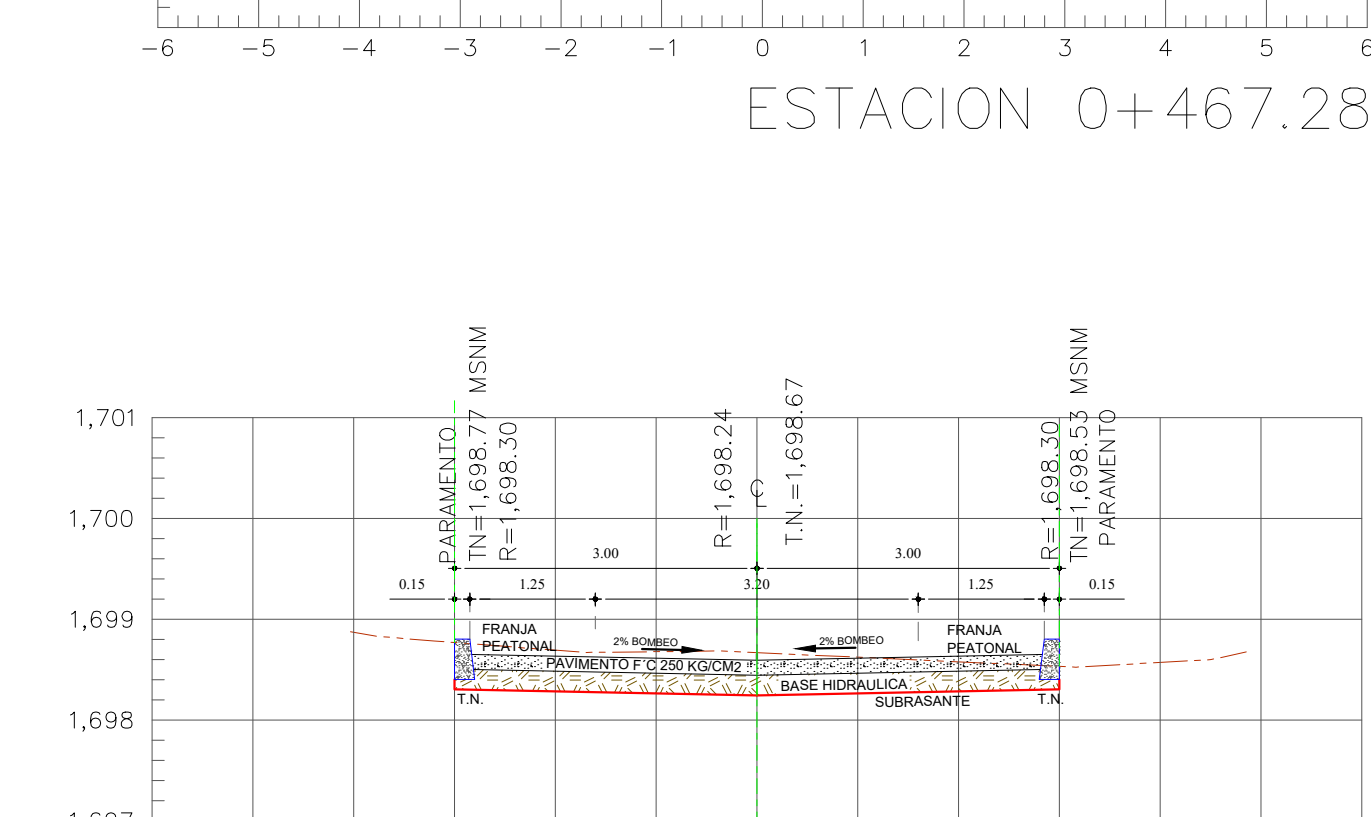 -6 -5 -4 -3 -2 -1 0 1 2 3 4 5 6
ESTACION 0+467.28
1,701
1,700
1,699
1,698
PARAMENTO
TN=1,698.77 MSNM
R=1,698.30
R=1,698.24
C
L
T.N.=1,698.67
R=1,698.30
TN=1,698.53 MSNM
PARAMENTO
3.00 3.00
0.15 1.25 3.20 1.25 0.15
FRANJA
PEATONAL
2% BOMBEO
2% BOMBEO
FRANJA
PEATONAL
PAVIMENTO F´C 250 KG/CM2
BASE HIDRAULICA
T.N.
SUBRASANTE
T.N.